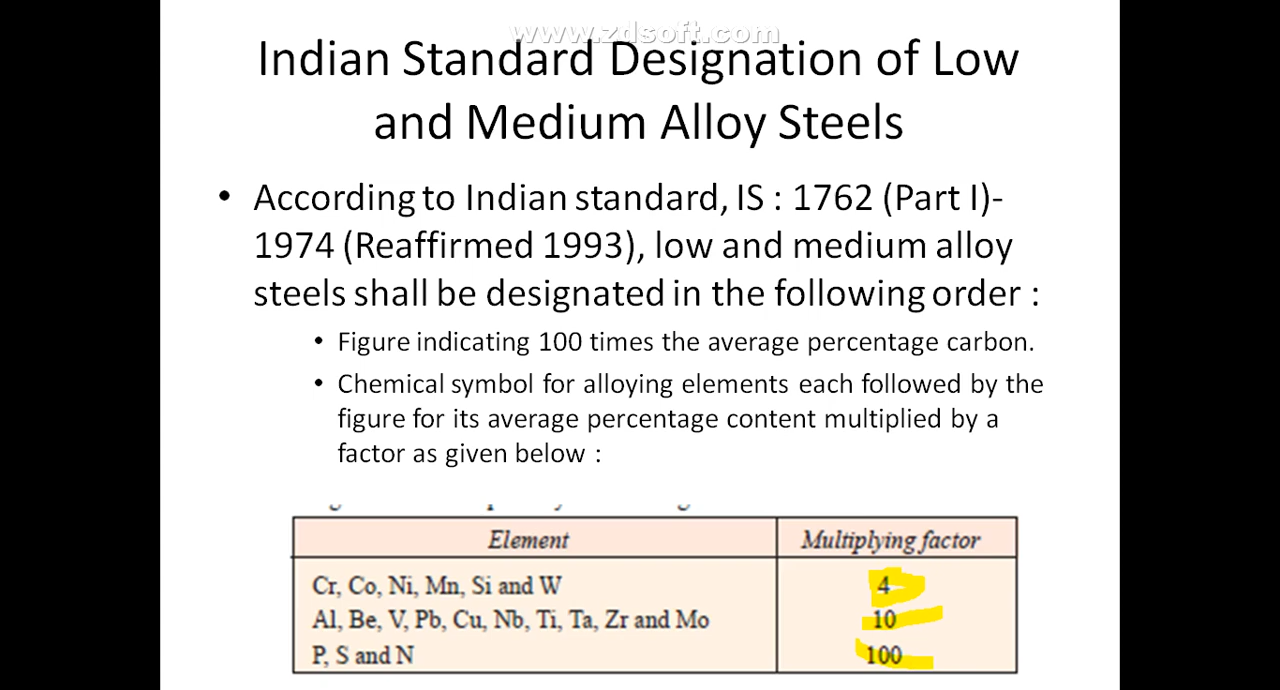 www.zdsoft.com
Indian Standard Designation of Low
and Medium Alloy Steels
• According to Indian standard, IS : 1762 (Part I)-
1974 (Reaffirmed 1993), low and medium alloy
steels shall be designated in the following order :
• Figure indicating 100 times the average percentage carbon.
• Chemical symbol for alloying elements each followed by the
figure for its average percentage content multiplied by a
factor as given below :
Element Multiplying factor
Cr, Co, Ni, Mn, Si and W 4
Al, Be, V, Pb, Cu, Nb, Ti, Ta, Zr and Mo 10
P, S and N 100